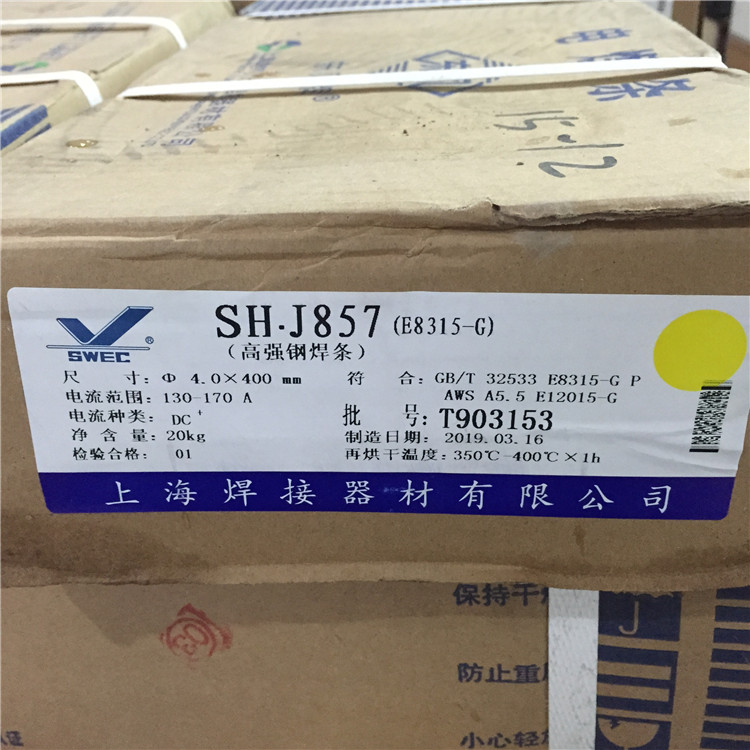 电焊条
15-12
SH·J857 (E8315-G)
(高强钢焊条)
SWEC®
尺 寸: Φ 4.0×400 mm
符 合: GB/T 32533 E8315-G P
AWS A5.5 E12015-G
电流范围: 130-170 A
电流种类: DC+
批 号: T903153
净 含 量: 20kg
制造日期: 2019.03.16
检验合格: 01
再烘干温度: 350℃-400℃×1h
上海焊接器材有限公司
保持干
防止重
小心轻